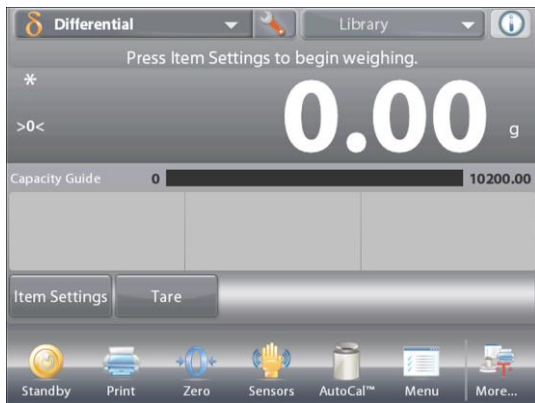 δ Differential Library
Press Item Settings to begin weighing.
*
>0<
0.00 g
Capacity Guide 0 10200.00
Item Settings Tare
Standby Print Zero Sensors AutoCal™ Menu More...